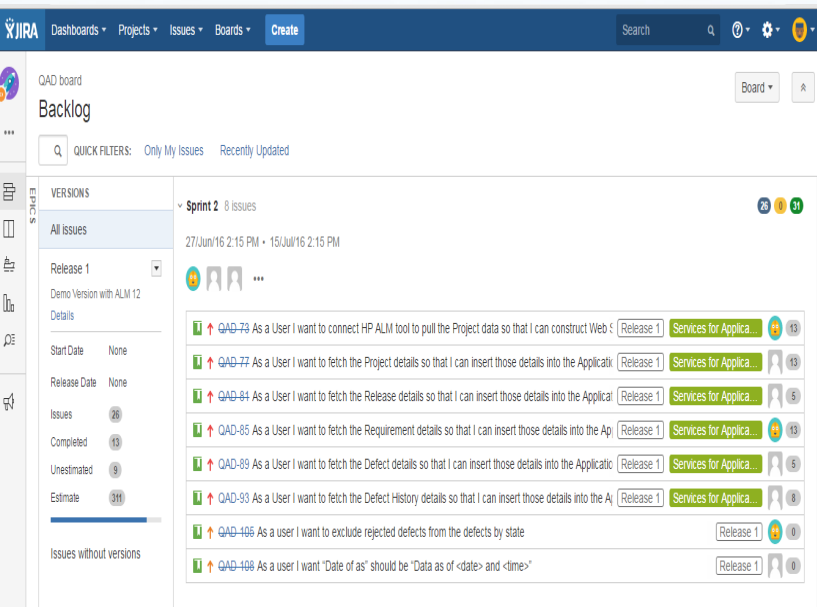 JIRA Dashboards Projects Issues Boards Create Search
QAD board
Board
Backlog
QUICK FILTERS: Only My Issues Recently Updated
EPICS
VERSIONS
All issues
Release 1
Demo Version with ALM 12
Details
Start Date None
Release Date None
Issues 26
Completed 13
Unestimated 9
Estimate 311
Issues without versions
Sprint 2 8 issues 26 0 31
27/Jun/16 2:15 PM • 15/Jul/16 2:15 PM
QAD-73 As a User I want to connect HP ALM tool to pull the Project data so that I can construct Web S Release 1 Services for Applica... 13
QAD-77 As a User I want to fetch the Project details so that I can insert those details into the Applicatio Release 1 Services for Applica... 13
QAD-81 As a User I want to fetch the Release details so that I can insert those details into the Applicat Release 1 Services for Applica... 5
QAD-85 As a User I want to fetch the Requirement details so that I can insert those details into the Ap Release 1 Services for Applica... 13
QAD-89 As a User I want to fetch the Defect details so that I can insert those details into the Applicatio Release 1 Services for Applica... 5
QAD-93 As a User I want to fetch the Defect History details so that I can insert those details into the A Release 1 Services for Applica... 8
QAD-105 As a user I want to exclude rejected defects from the defects by state Release 1 0
QAD-108 As a user I want “Date of as” should be “Data as of <date> and <time>” Release 1 0